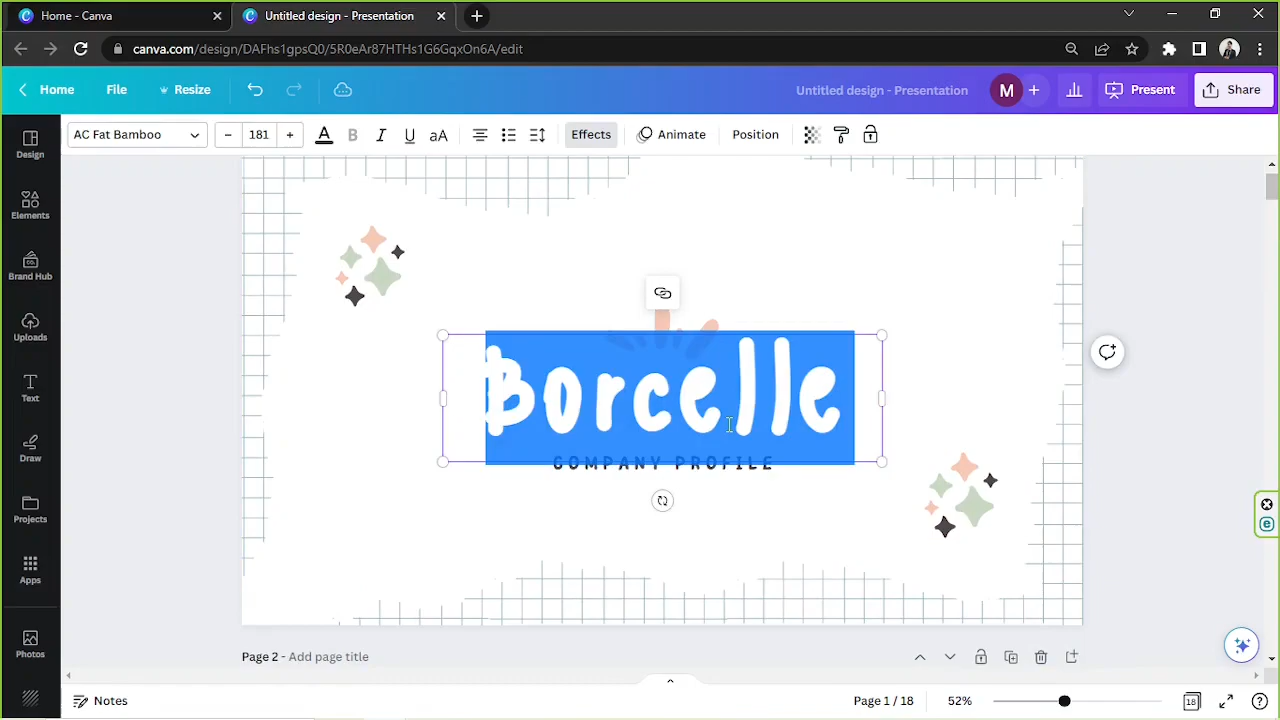 Home - Canva
Untitled design - Presentation
canva.com/design/DAFhs1gpsQ0/5R0eAr87HTHs1G6GqxOn6A/edit
Home
File
Resize
Untitled design - Presentation
M
Present
Share
AC Fat Bamboo
– 181 +
A B I U aA
Effects
Animate
Position
Design
Elements
Brand Hub
Uploads
Text
Draw
Projects
Apps
Photos
Borcelle
COMPANY PROFILE
Page 2 - Add page title
Notes
Page 1 / 18
52%
18